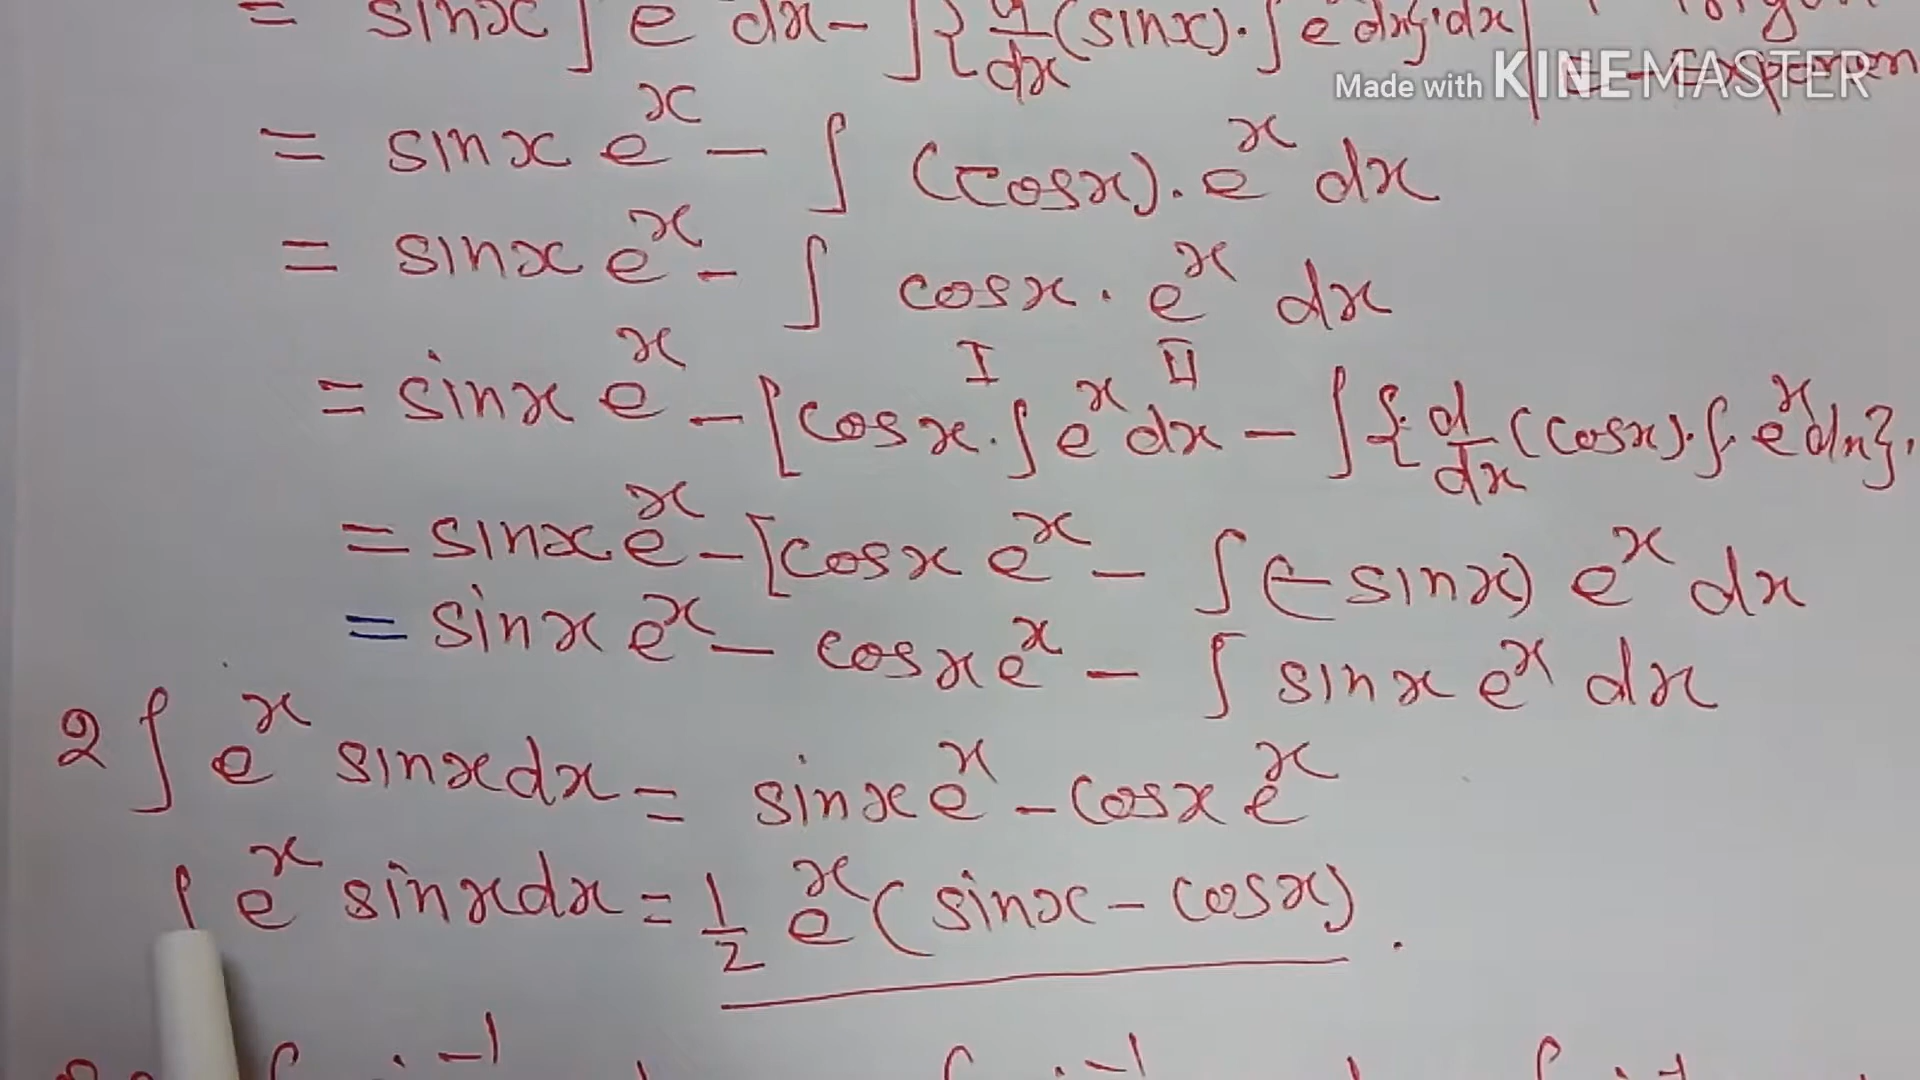 = sinx ∫ e dx - ∫ { d/dx (sinx) . ∫ e dx} . dx
Made with KINEMASTER
= sinx e^x - ∫ (cosx) . e^x dx
= sinx e^x - ∫ cosx . e^x dx
I II
= sinx e^x - [cosx . ∫ e^x dx - ∫ { d/dx (cosx) . ∫ e^x dx} .
= sinx e^x - [cosx e^x - ∫ (-sinx) e^x dx
= sinx e^x - cosx e^x - ∫ sinx e^x dx
2 ∫ e^x sinx dx = sinx e^x - cosx e^x
∫ e^x sinx dx = 1/2 e^x (sinx - cosx) .